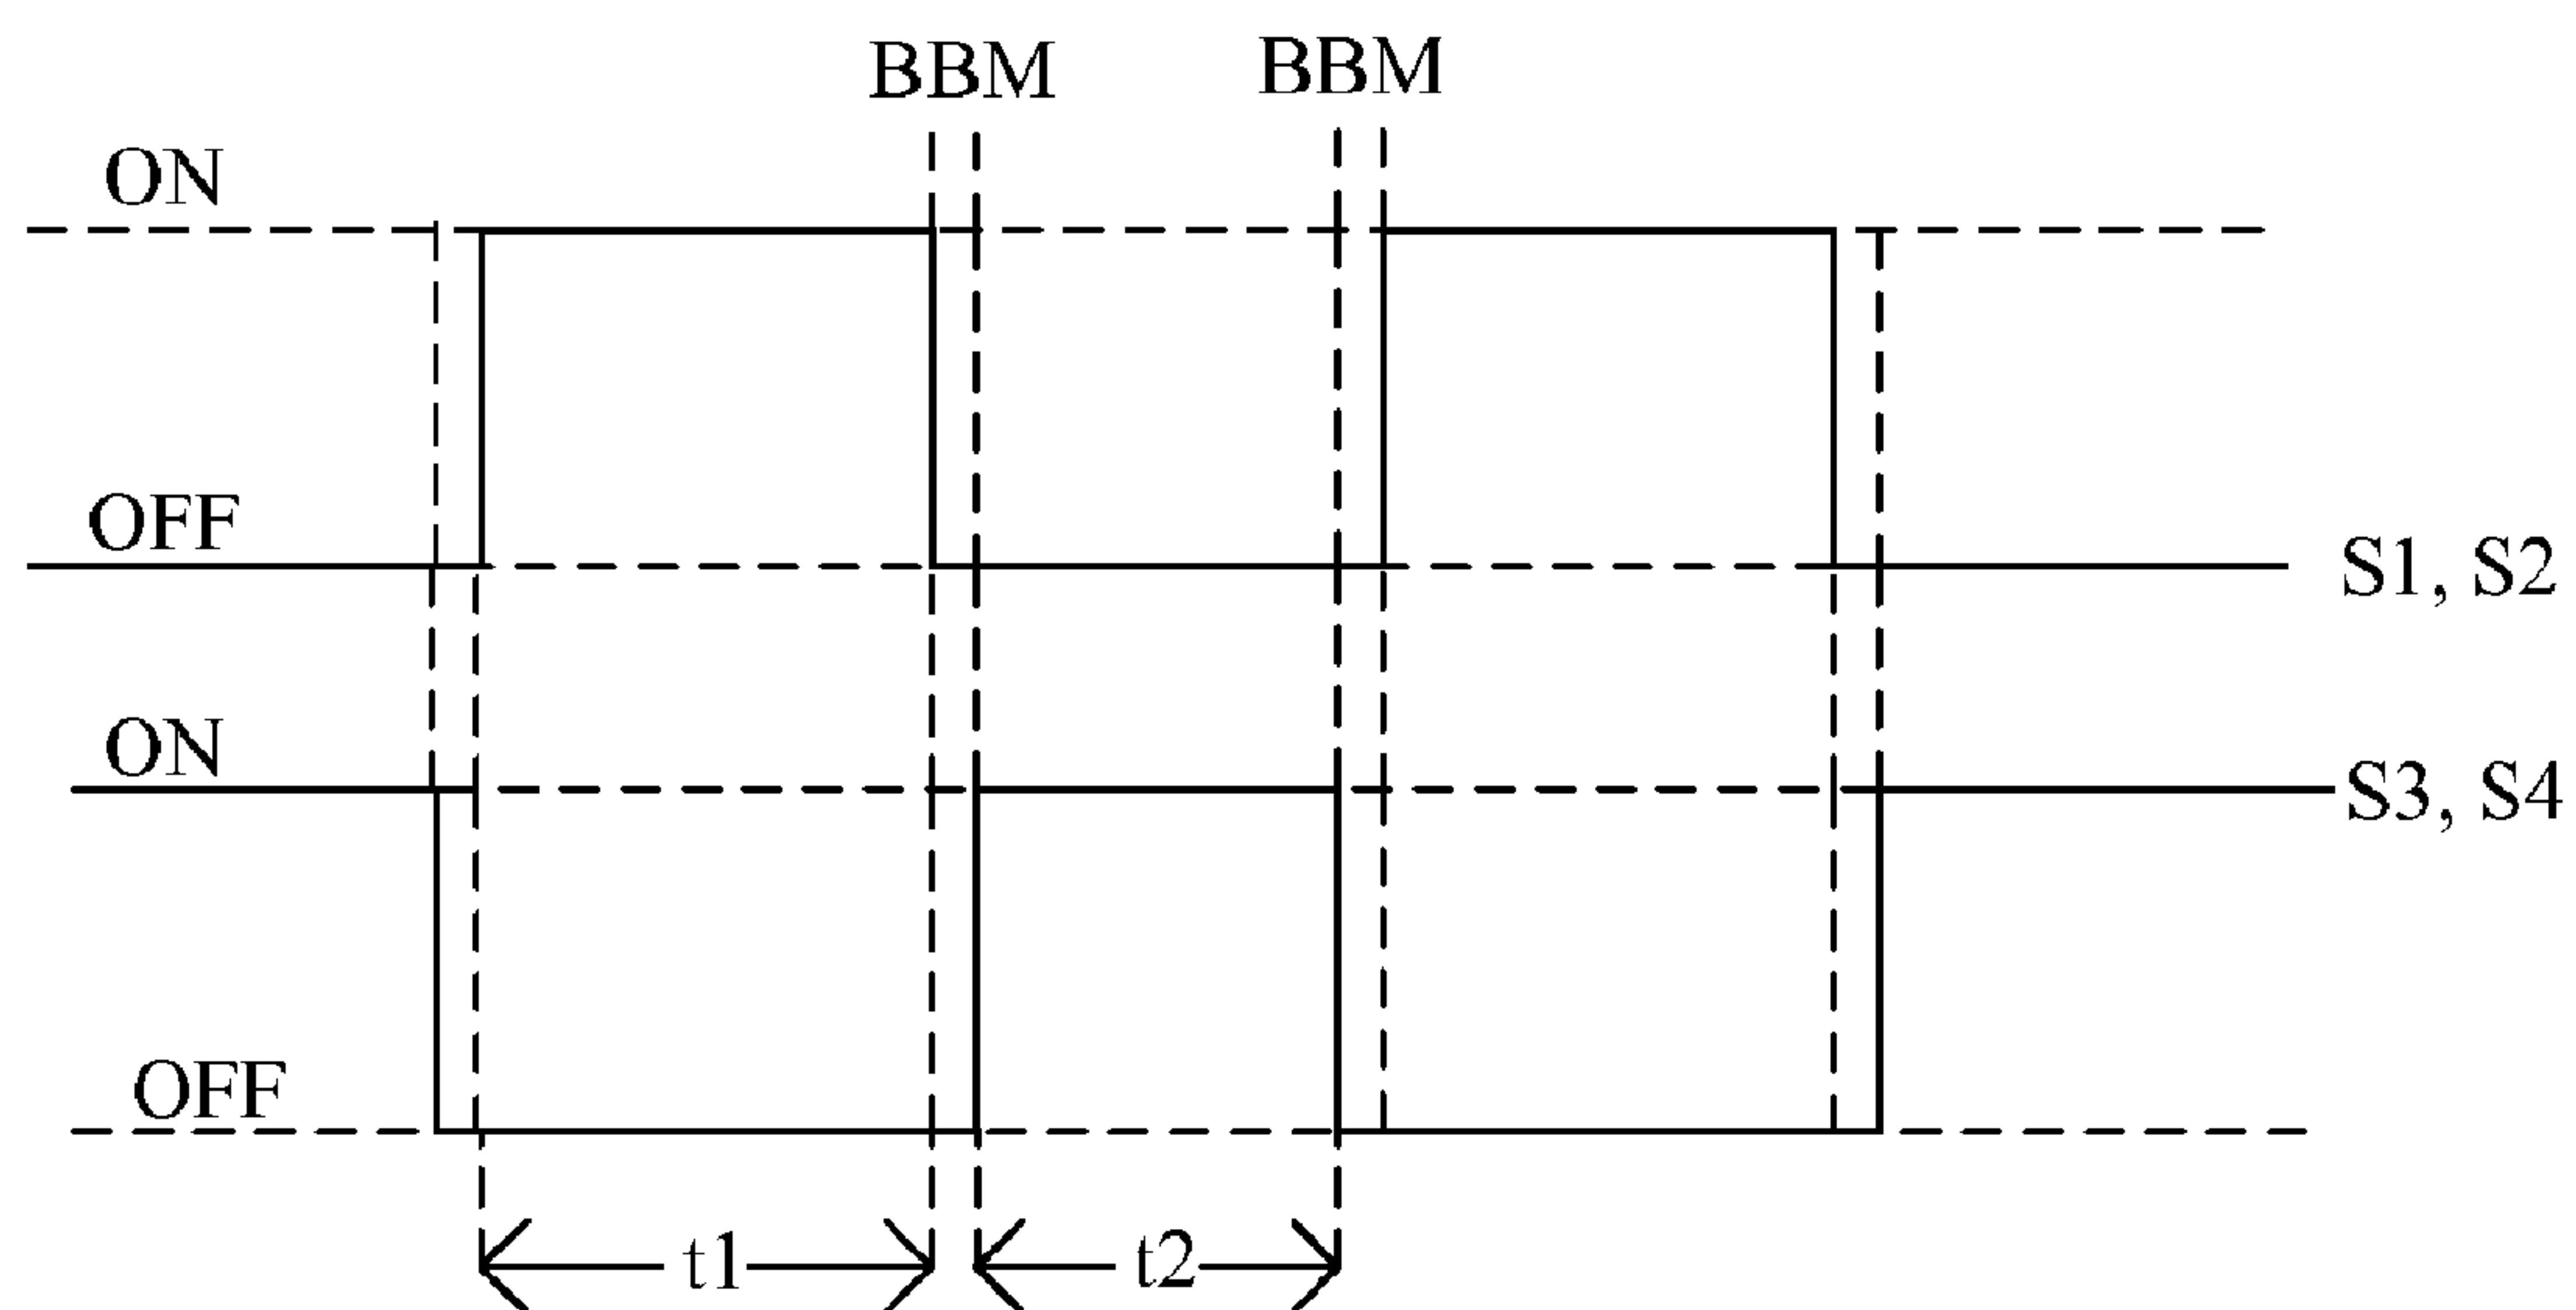 BBM
BBM
ON
OFF
S1, S2
ON
S3, S4
OFF
t1
t2